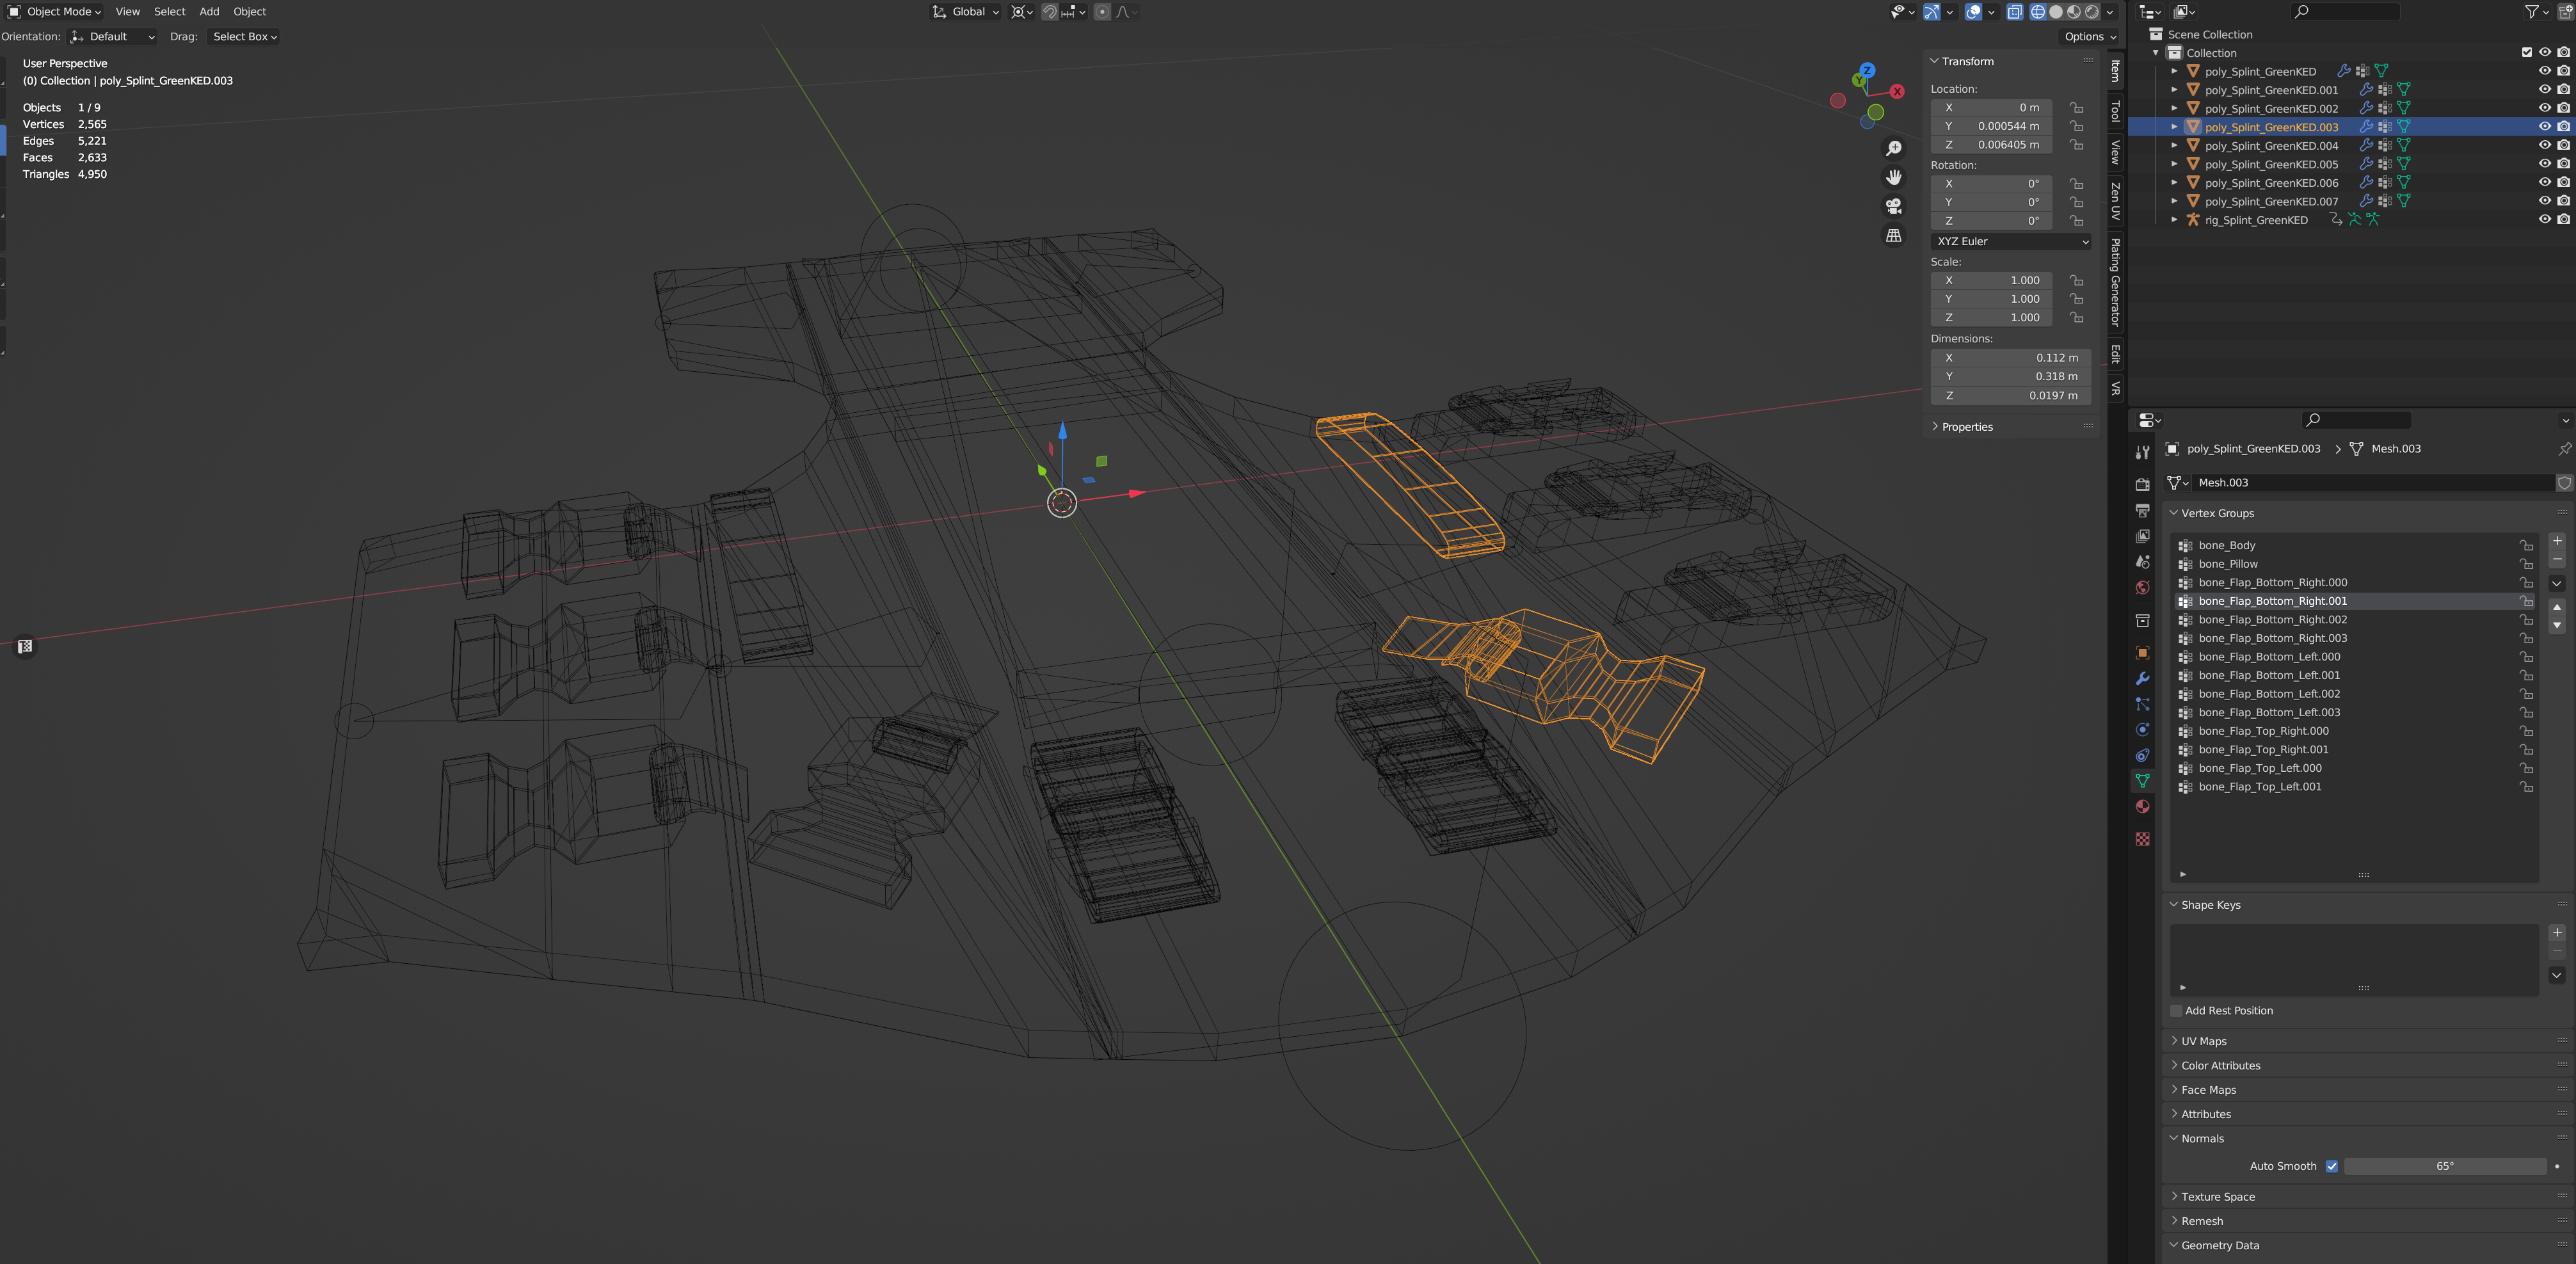 Object Mode View Select Add Object Global
Orientation: Default Drag: Select Box Options
User Perspective
(0) Collection | poly_Splint_GreenKED.003
Objects 1 / 9
Vertices 2,565
Edges 5,221
Faces 2,633
Triangles 4,950
Z
Y
X
Transform
Location:
X 0 m
Y 0.000544 m
Z 0.006405 m
Rotation:
X 0°
Y 0°
Z 0°
XYZ Euler
Scale:
X 1.000
Y 1.000
Z 1.000
Dimensions:
X 0.112 m
Y 0.318 m
Z 0.0197 m
Properties
Item
Tool
View
Zen UV
Plating Generator
Edit
VR
Scene Collection
Collection
poly_Splint_GreenKED
poly_Splint_GreenKED.001
poly_Splint_GreenKED.002
poly_Splint_GreenKED.003
poly_Splint_GreenKED.004
poly_Splint_GreenKED.005
poly_Splint_GreenKED.006
poly_Splint_GreenKED.007
rig_Splint_GreenKED
poly_Splint_GreenKED.003 Mesh.003
Mesh.003
Vertex Groups
bone_Body
bone_Pillow
bone_Flap_Bottom_Right.000
bone_Flap_Bottom_Right.001
bone_Flap_Bottom_Right.002
bone_Flap_Bottom_Right.003
bone_Flap_Bottom_Left.000
bone_Flap_Bottom_Left.001
bone_Flap_Bottom_Left.002
bone_Flap_Bottom_Left.003
bone_Flap_Top_Right.000
bone_Flap_Top_Right.001
bone_Flap_Top_Left.000
bone_Flap_Top_Left.001
Shape Keys
Add Rest Position
UV Maps
Color Attributes
Face Maps
Attributes
Normals
Auto Smooth 65°
Texture Space
Remesh
Geometry Data